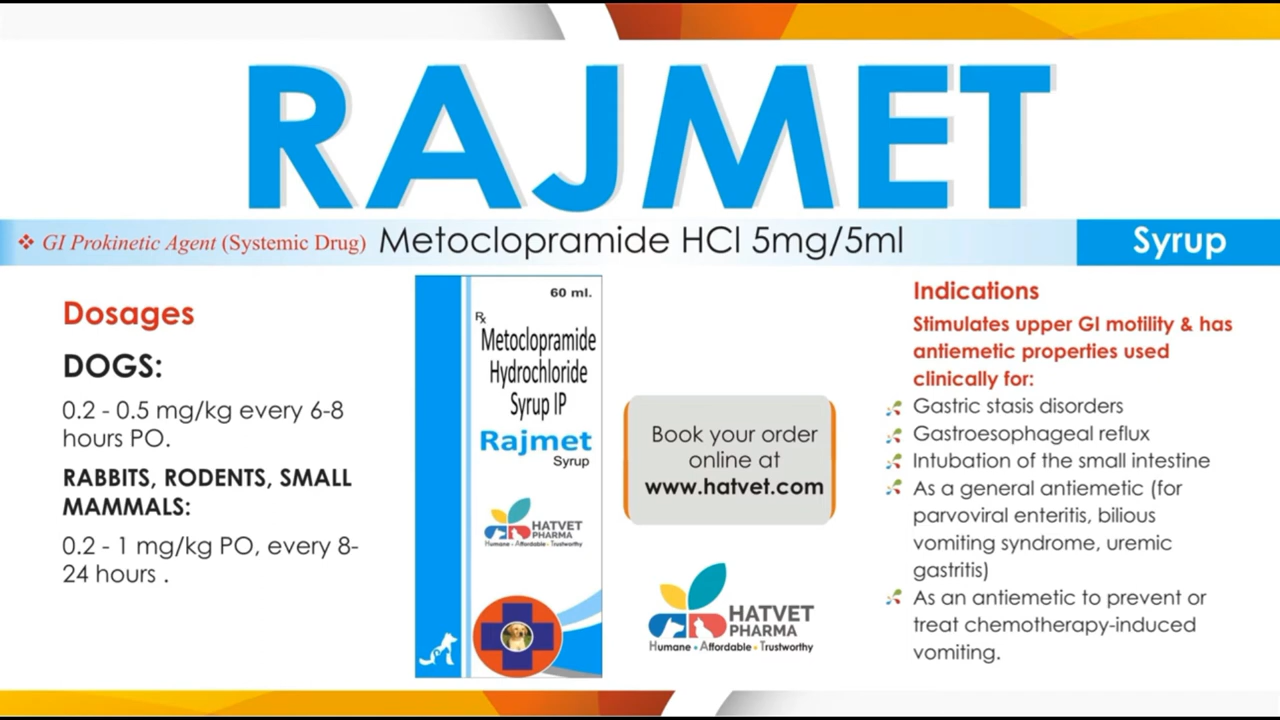 RAJMET
❖ GI Prokinetic Agent (Systemic Drug) Metoclopramide HCl 5mg/5ml
Syrup
Dosages
DOGS:
0.2 - 0.5 mg/kg every 6-8
hours PO.
RABBITS, RODENTS, SMALL
MAMMALS:
0.2 - 1 mg/kg PO, every 8-
24 hours .
60 ml.
Rx
Metoclopramide
Hydrochloride
Syrup IP
Rajmet
Syrup
HATVET
PHARMA
Humane • Affordable • Trustworthy
Book your order
online at
www.hatvet.com
HATVET
PHARMA
Humane • Affordable • Trustworthy
Indications
Stimulates upper GI motility & has
antiemetic properties used
clinically for:
Gastric stasis disorders
Gastroesophageal reflux
Intubation of the small intestine
As a general antiemetic (for
parvoviral enteritis, bilious
vomiting syndrome, uremic
gastritis)
As an antiemetic to prevent or
treat chemotherapy-induced
vomiting.